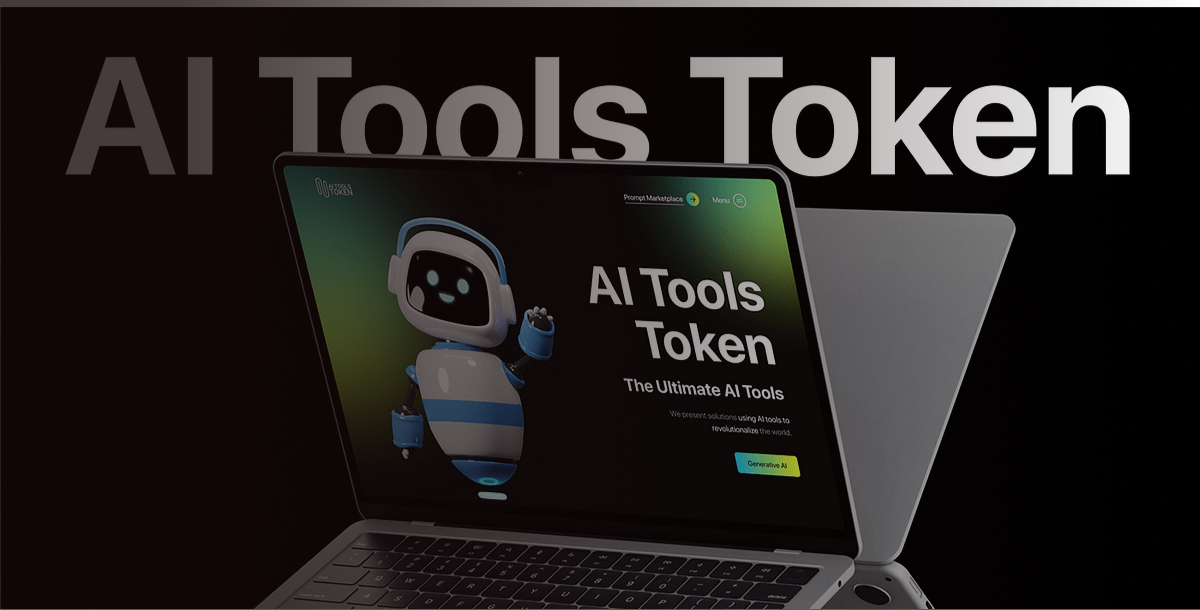 AI Tools Token
AI TOOLS
TOKEN
Prompt Marketplace
Menu
AI Tools
Token
The Ultimate AI Tools
We present solutions using AI tools to
revolutionalize the world.
Generative AI
delete